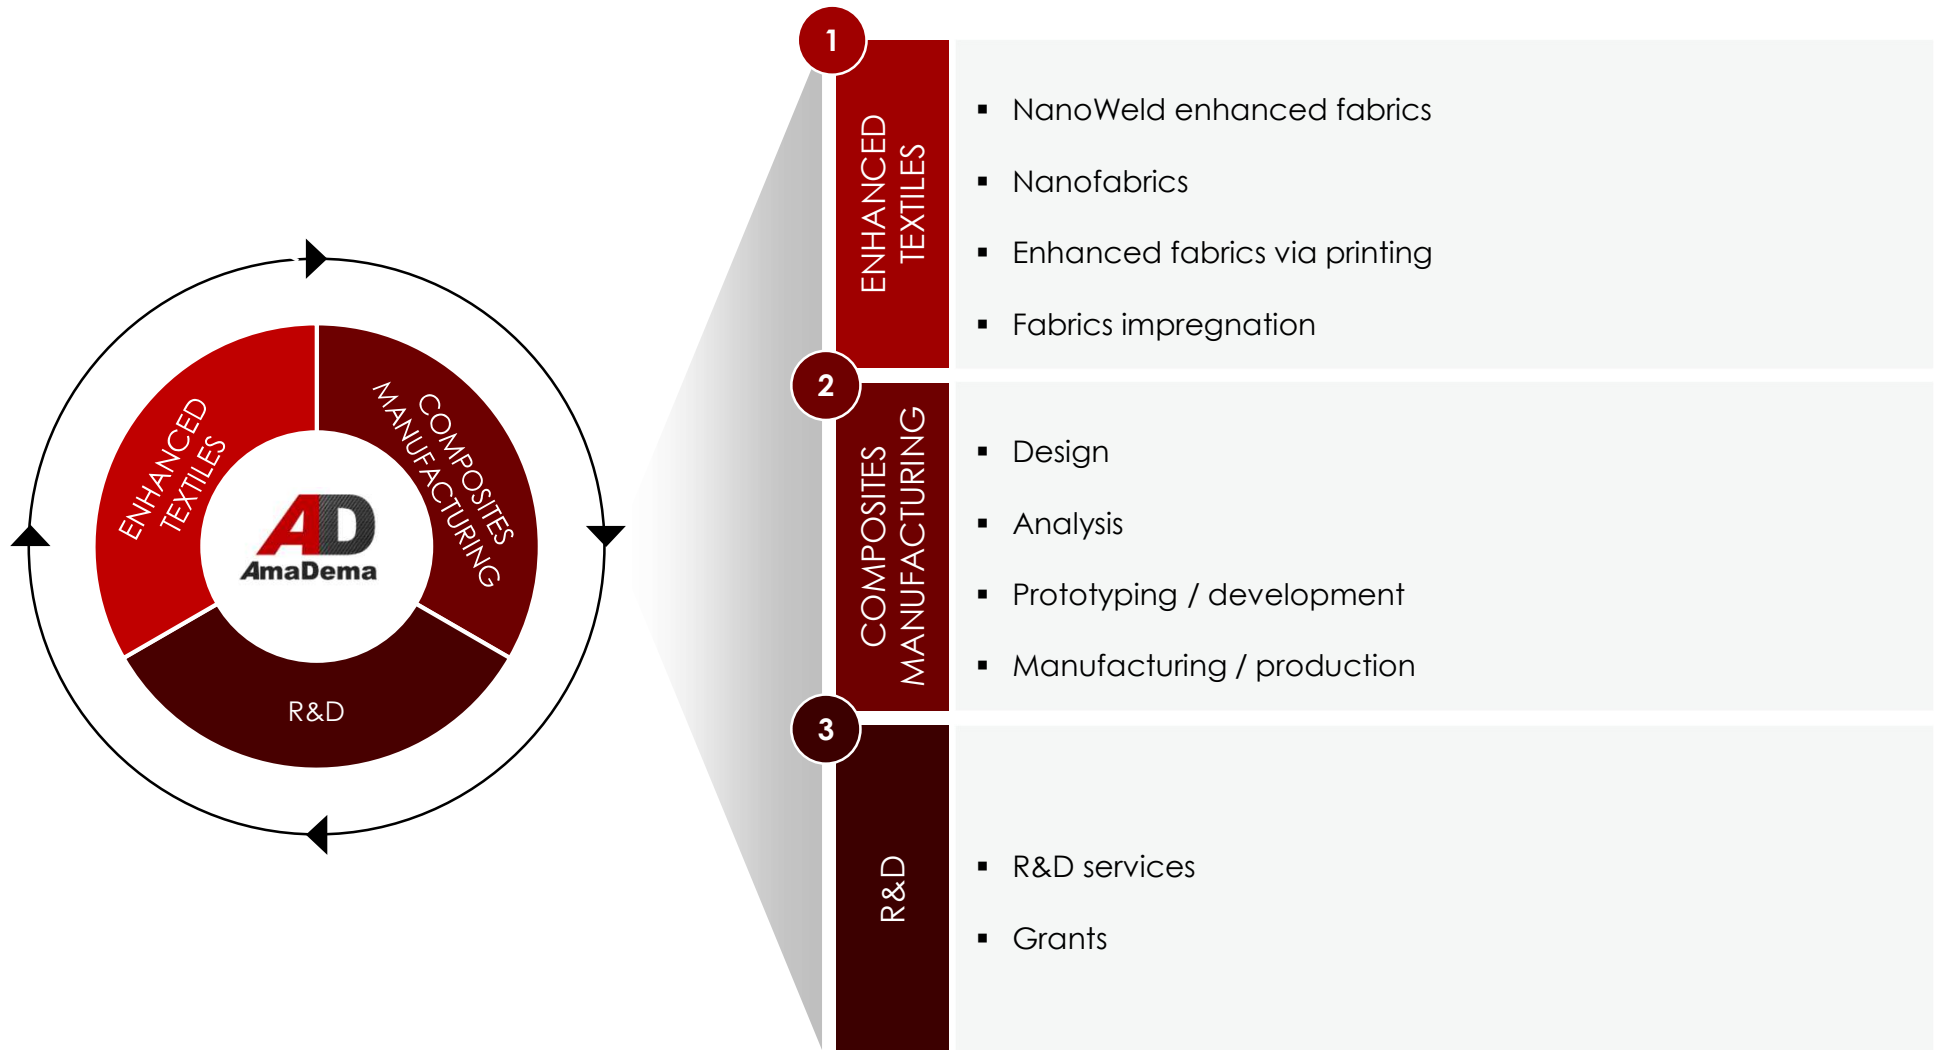 ENHANCED
TEXTILES
COMPOSITES
MANUFACTURING
R&D
AD
AmaDema
1
ENHANCED
TEXTILES
▪ NanoWeld enhanced fabrics
▪ Nanofabrics
▪ Enhanced fabrics via printing
▪ Fabrics impregnation
2
COMPOSITES
MANUFACTURING
▪ Design
▪ Analysis
▪ Prototyping / development
▪ Manufacturing / production
3
R&D
▪ R&D services
▪ Grants